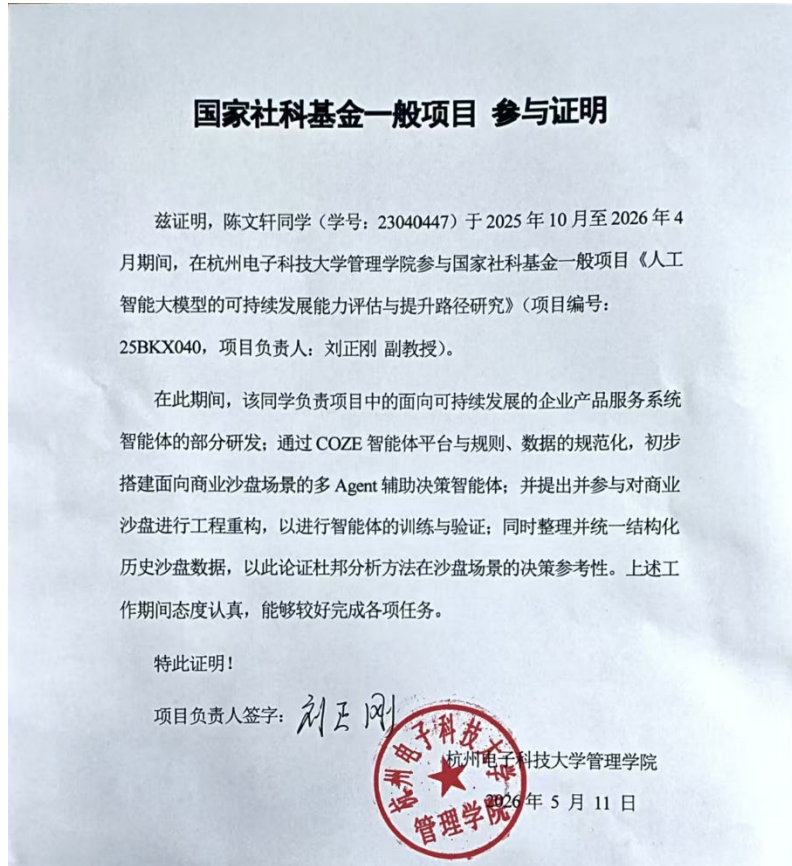 国家社科基金一般项目 参与证明
兹证明，陈文轩同学（学号：23040447）于 2025 年 10 月至 2026 年 4
月期间，在杭州电子科技大学管理学院参与国家社科基金一般项目《人工
智能大模型的可持续发展能力评估与提升路径研究》（项目编号：
25BKX040，项目负责人：刘正刚 副教授）。
在此期间，该同学负责项目中的面向可持续发展的企业产品服务系统
智能体的部分研发；通过 COZE 智能体平台与规则、数据的规范化，初步
搭建面向商业沙盘场景的多 Agent 辅助决策智能体；并提出并参与对商业
沙盘进行工程重构，以进行智能体的训练与验证；同时整理并统一结构化
历史沙盘数据，以此论证杜邦分析方法在沙盘场景的决策参考性。上述工
作期间态度认真，能够较好完成各项任务。
特此证明！
项目负责人签字：刘正刚
杭州电子科技大学管理学院
2026 年 5 月 11 日
杭州电子科技大学
管理学院